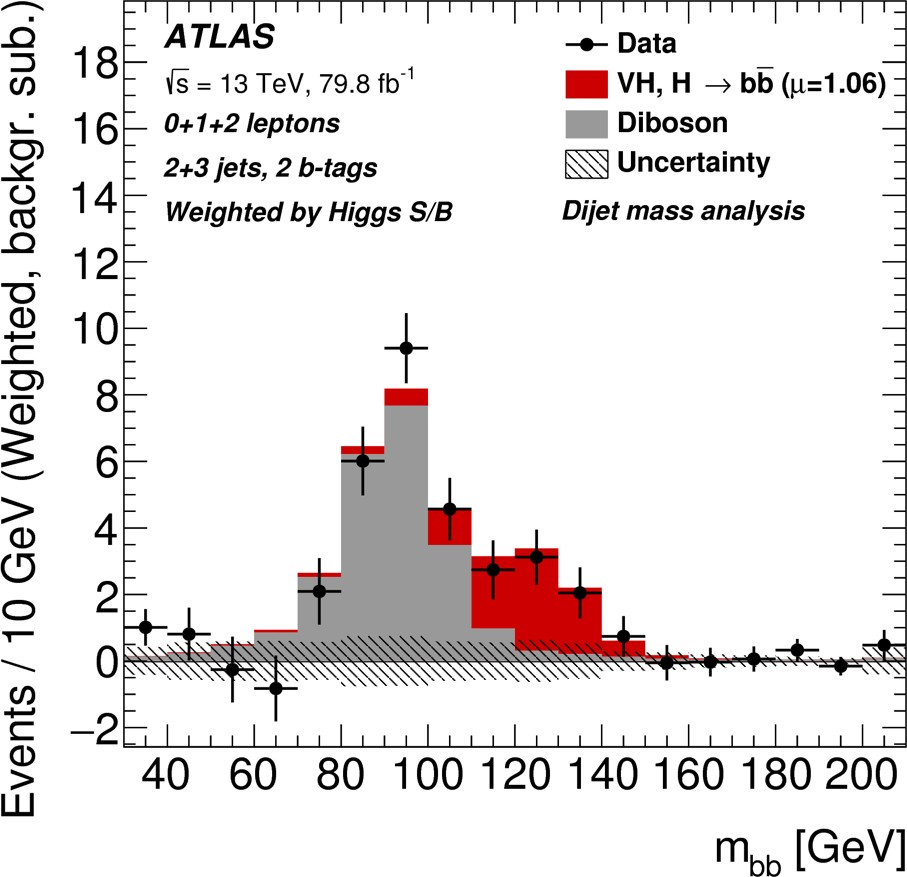 ATLAS
√s = 13 TeV, 79.8 fb⁻¹
0+1+2 leptons
2+3 jets, 2 b-tags
Weighted by Higgs S/B
Data
VH, H → bb̅ (μ=1.06)
Diboson
Uncertainty
Dijet mass analysis
Events / 10 GeV (Weighted, backgr. sub.)
18
16
14
12
10
8
6
4
2
0
−2
40 60 80 100 120 140 160 180 200
m_bb [GeV]